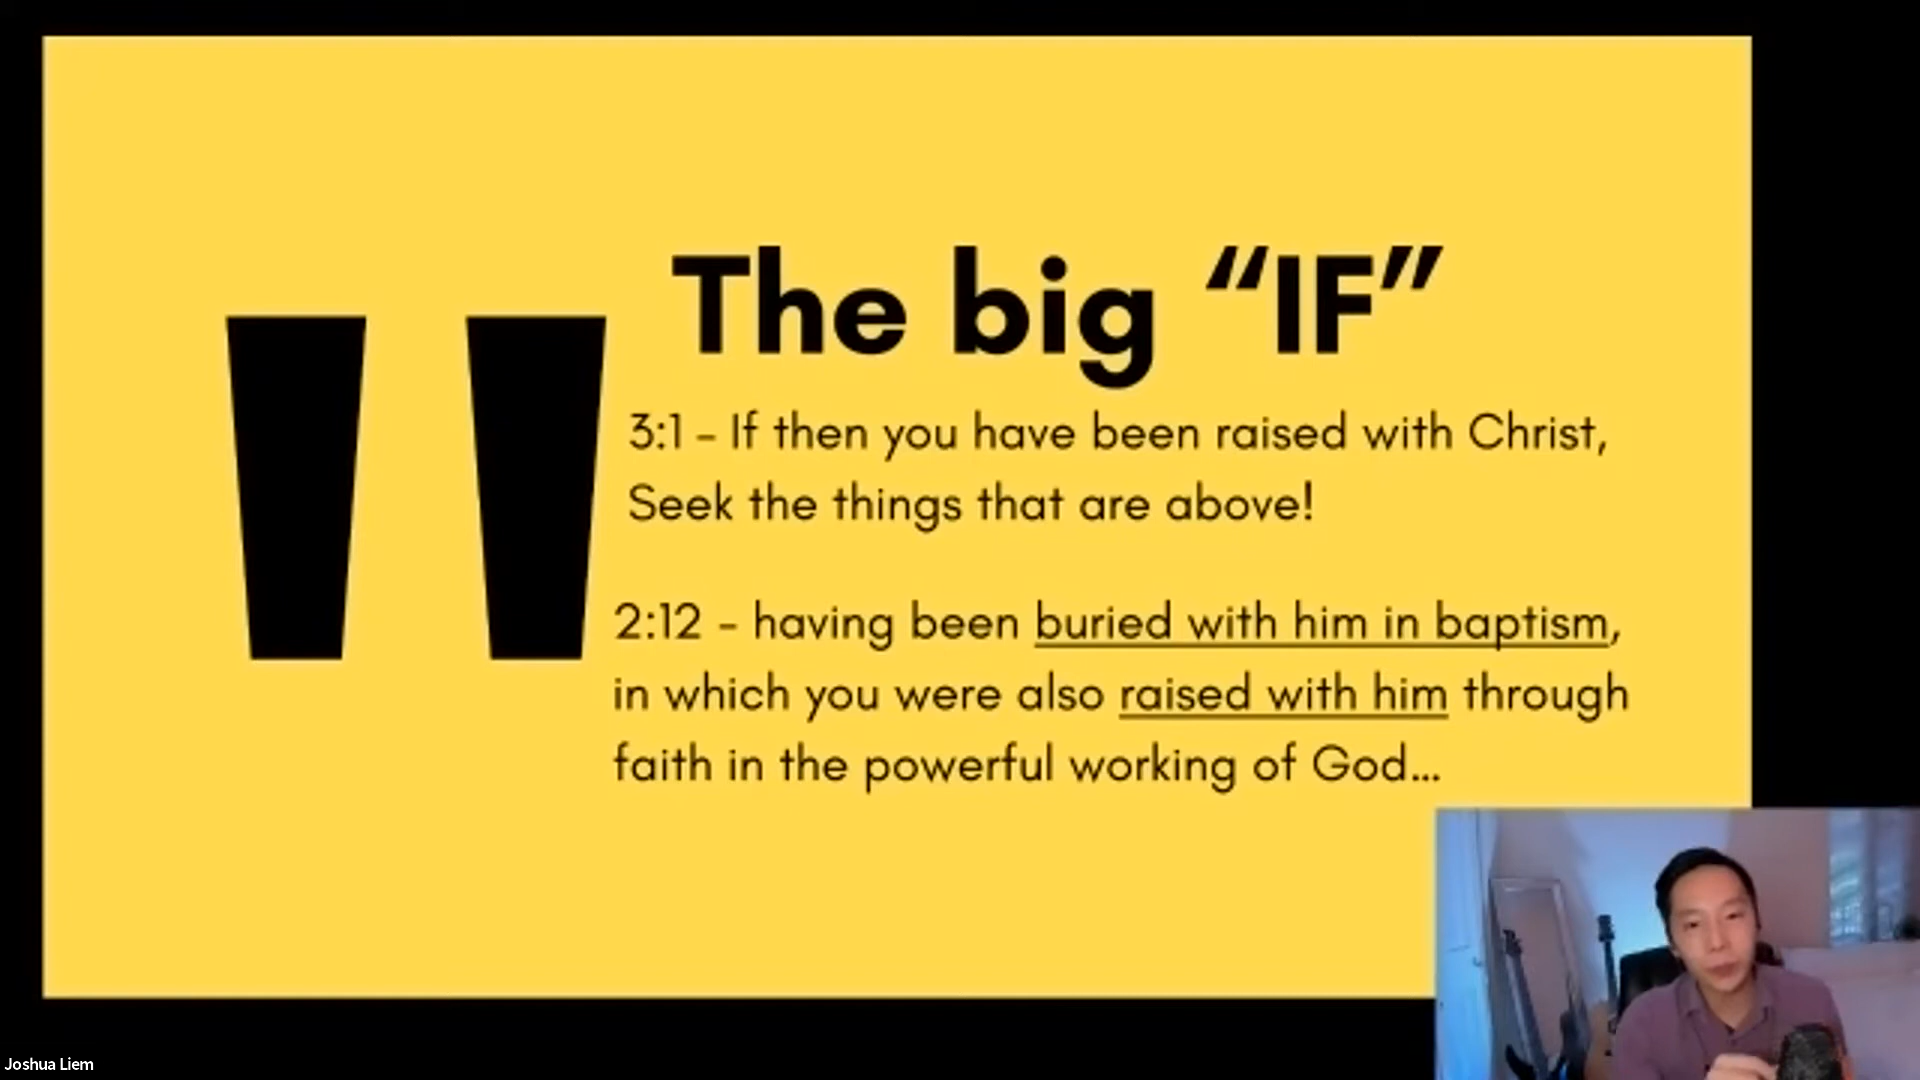 The big “IF”
3:1 - If then you have been raised with Christ,
Seek the things that are above!
2:12 - having been buried with him in baptism,
in which you were also raised with him through
faith in the powerful working of God...
Joshua Liem